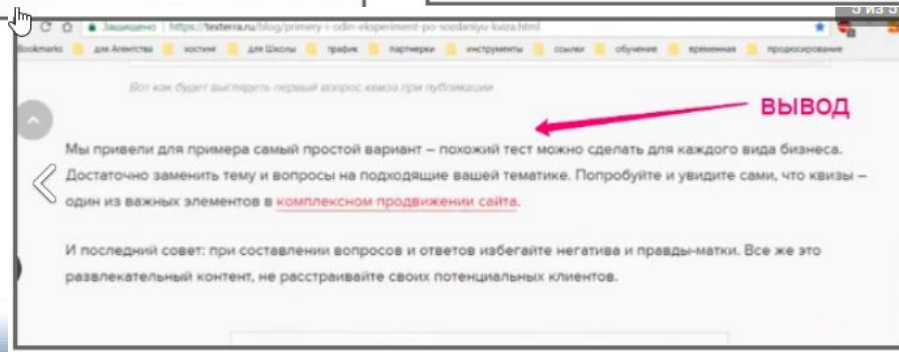 5 из 5
Защищено | https://texterra.ru/blog/primery-i-odin-eksperiment-po-sozdaniyu-kviza.html
Bookmarks для Агентства хостинг для Школы трафик партнерки инструменты ссылки обучение временная продюсирование
Вот как будет выглядеть первый вопрос квиза при публикации
ВЫВОД
Мы привели для примера самый простой вариант – похожий тест можно сделать для каждого вида бизнеса.
Достаточно заменить тему и вопросы на подходящие вашей тематике. Попробуйте и увидите сами, что квизы –
один из важных элементов в комплексном продвижении сайта.
И последний совет: при составлении вопросов и ответов избегайте негатива и правды-матки. Все же это
развлекательный контент, не расстраивайте своих потенциальных клиентов.